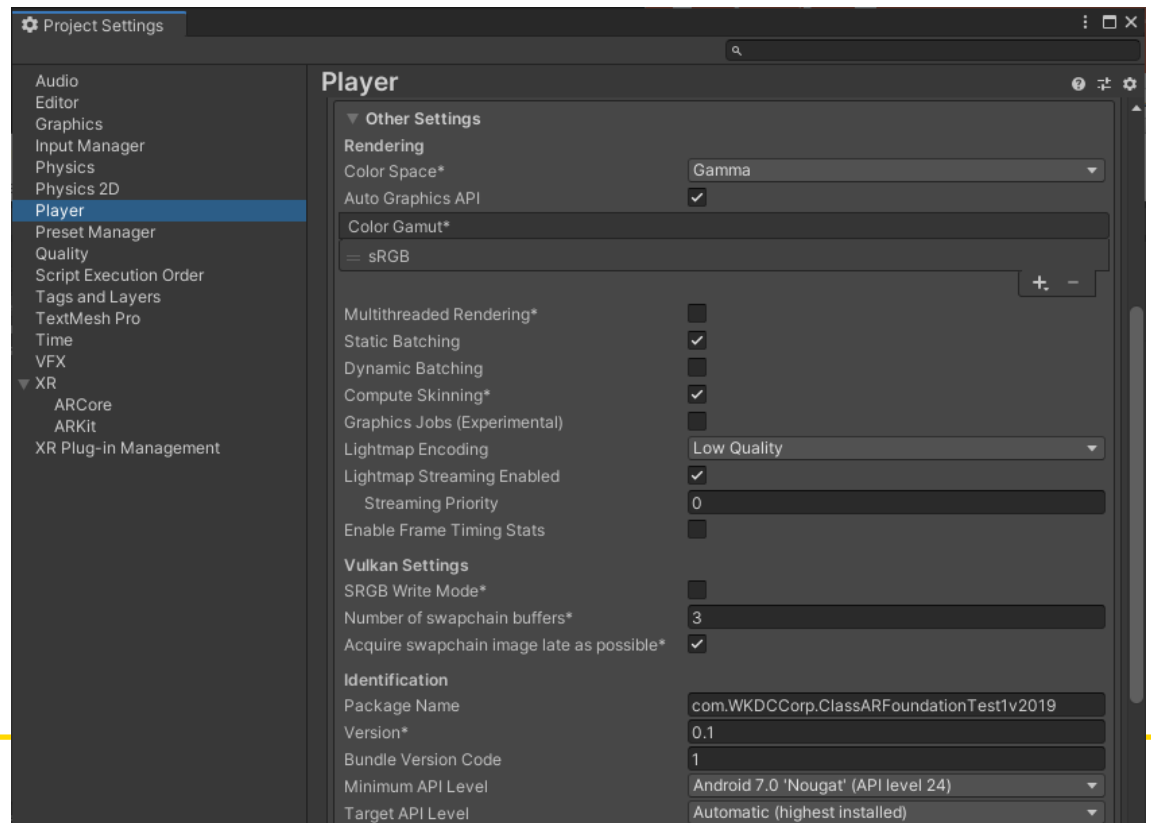 Project Settings
Audio
Editor
Graphics
Input Manager
Physics
Physics 2D
Player
Preset Manager
Quality
Script Execution Order
Tags and Layers
TextMesh Pro
Time
VFX
XR
ARCore
ARKit
XR Plug-in Management
Player
Other Settings
Rendering
Color Space* Gamma
Auto Graphics API
Color Gamut*
sRGB
Multithreaded Rendering*
Static Batching
Dynamic Batching
Compute Skinning*
Graphics Jobs (Experimental)
Lightmap Encoding Low Quality
Lightmap Streaming Enabled
Streaming Priority 0
Enable Frame Timing Stats
Vulkan Settings
SRGB Write Mode*
Number of swapchain buffers* 3
Acquire swapchain image late as possible*
Identification
Package Name com.WKDCCorp.ClassARFoundationTest1v2019
Version* 0.1
Bundle Version Code 1
Minimum API Level Android 7.0 'Nougat' (API level 24)
Target API Level Automatic (highest installed)